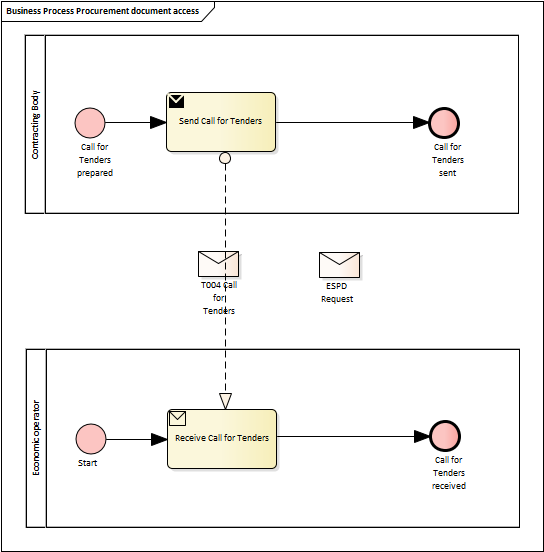 Business Process Procurement document access
Contracting Body
Send Call for Tenders
Call for
Tenders
prepared
Call for
Tenders
sent
T004 Call
for
Tenders
ESPD
Request
Economic operator
Receive Call for Tenders
Start
Call for
Tenders
received